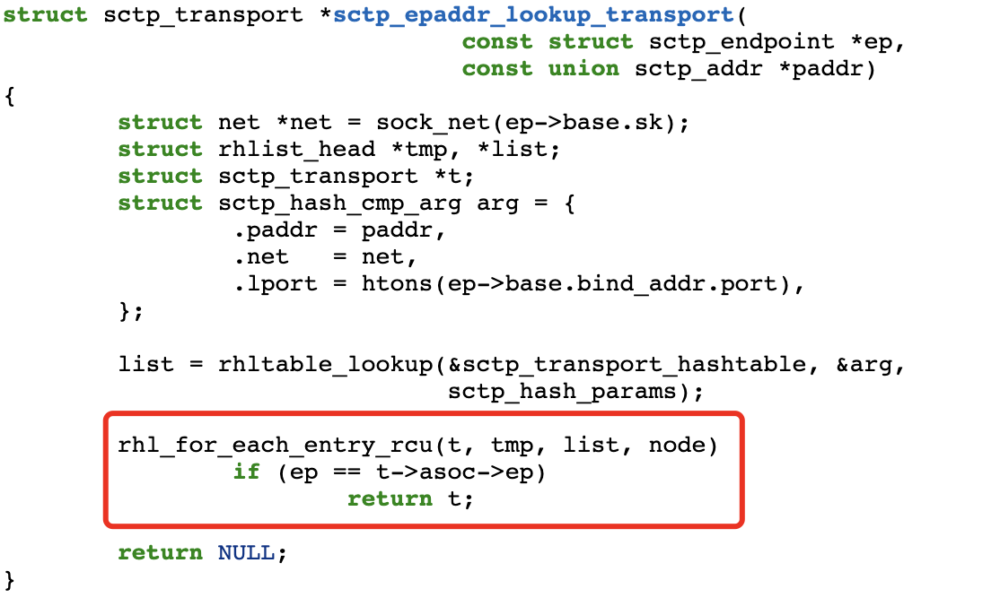 struct sctp_transport *sctp_epaddr_lookup_transport(
                                const struct sctp_endpoint *ep,
                                const union sctp_addr *paddr)
{
        struct net *net = sock_net(ep->base.sk);
        struct rhlist_head *tmp, *list;
        struct sctp_transport *t;
        struct sctp_hash_cmp_arg arg = {
                .paddr = paddr,
                .net   = net,
                .lport = htons(ep->base.bind_addr.port),
        };

        list = rhltable_lookup(&sctp_transport_hashtable, &arg,
                               sctp_hash_params);

        rhl_for_each_entry_rcu(t, tmp, list, node)
                if (ep == t->asoc->ep)
                        return t;

        return NULL;
}